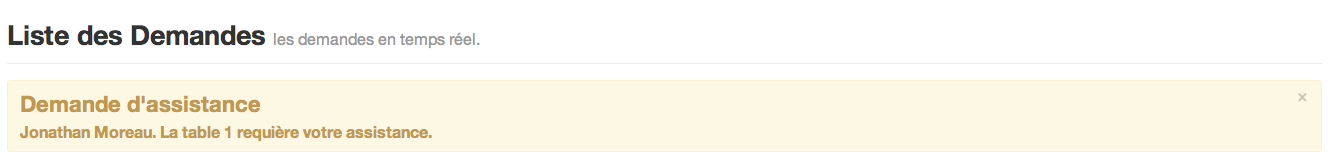 Liste des Demandes les demandes en temps réel.
×
Demande d'assistance
Jonathan Moreau. La table 1 requière votre assistance.